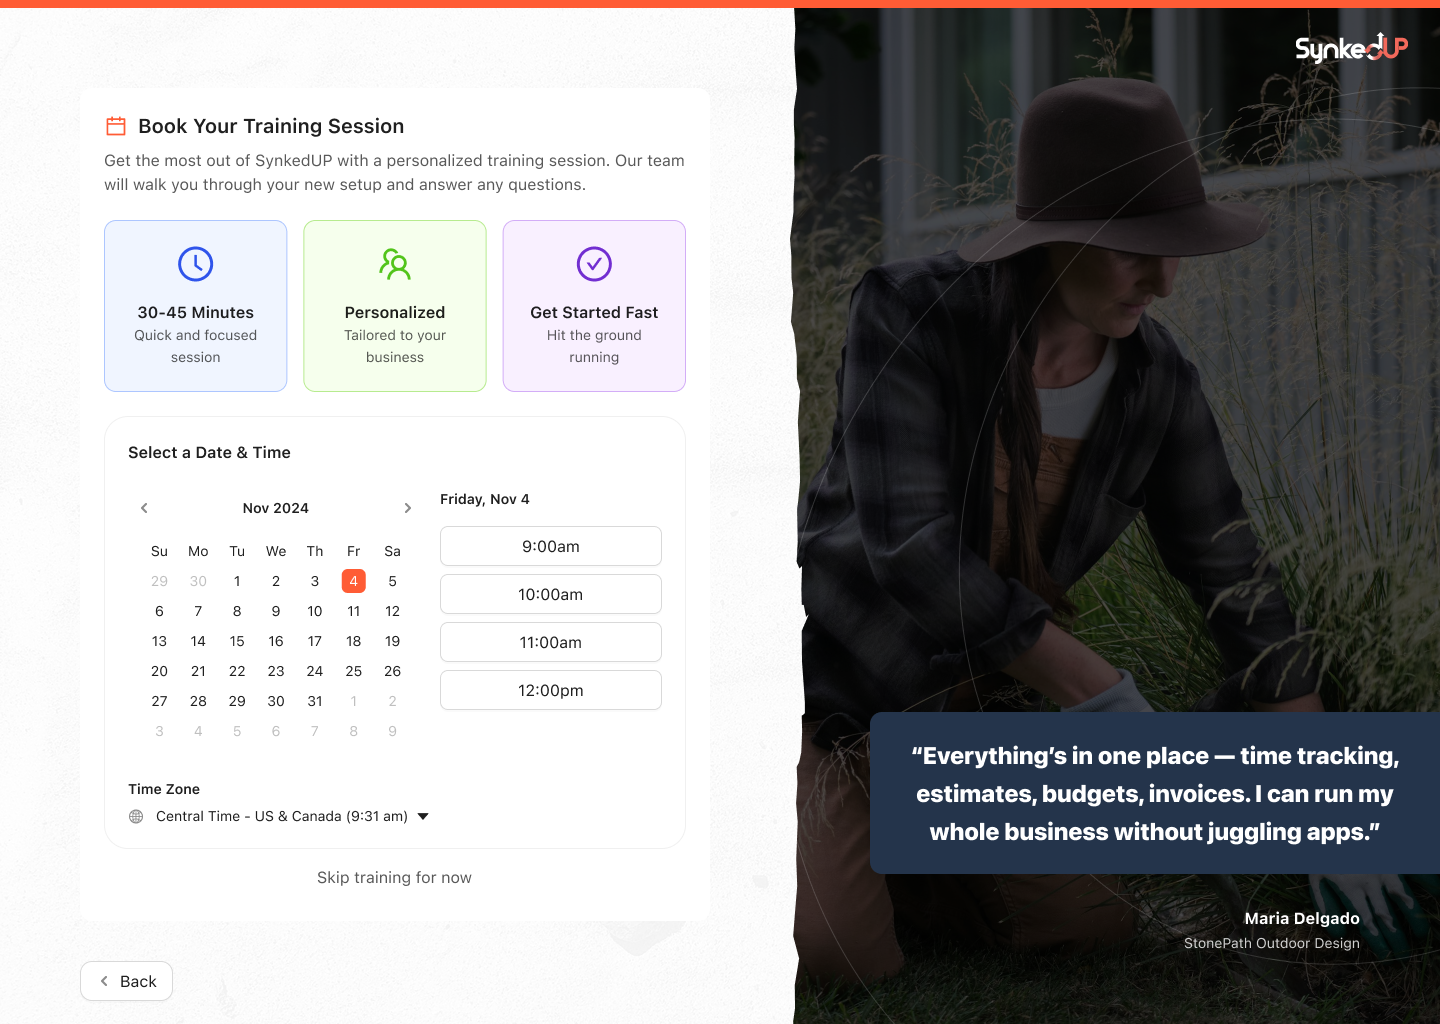 Book Your Training Session
Get the most out of SynkedUP with a personalized training session. Our team
will walk you through your new setup and answer any questions.
30-45 Minutes
Quick and focused
session
Personalized
Tailored to your
business
Get Started Fast
Hit the ground
running
Select a Date & Time
Nov 2024
Su Mo Tu We Th Fr Sa
29 30 1 2 3 4 5
6 7 8 9 10 11 12
13 14 15 16 17 18 19
20 21 22 23 24 25 26
27 28 29 30 31 1 2
3 4 5 6 7 8 9
Friday, Nov 4
9:00am
10:00am
11:00am
12:00pm
Time Zone
Central Time - US & Canada (9:31 am)
Skip training for now
Back
SynkedUP
“Everything’s in one place — time tracking,
estimates, budgets, invoices. I can run my
whole business without juggling apps.”
Maria Delgado
StonePath Outdoor Design